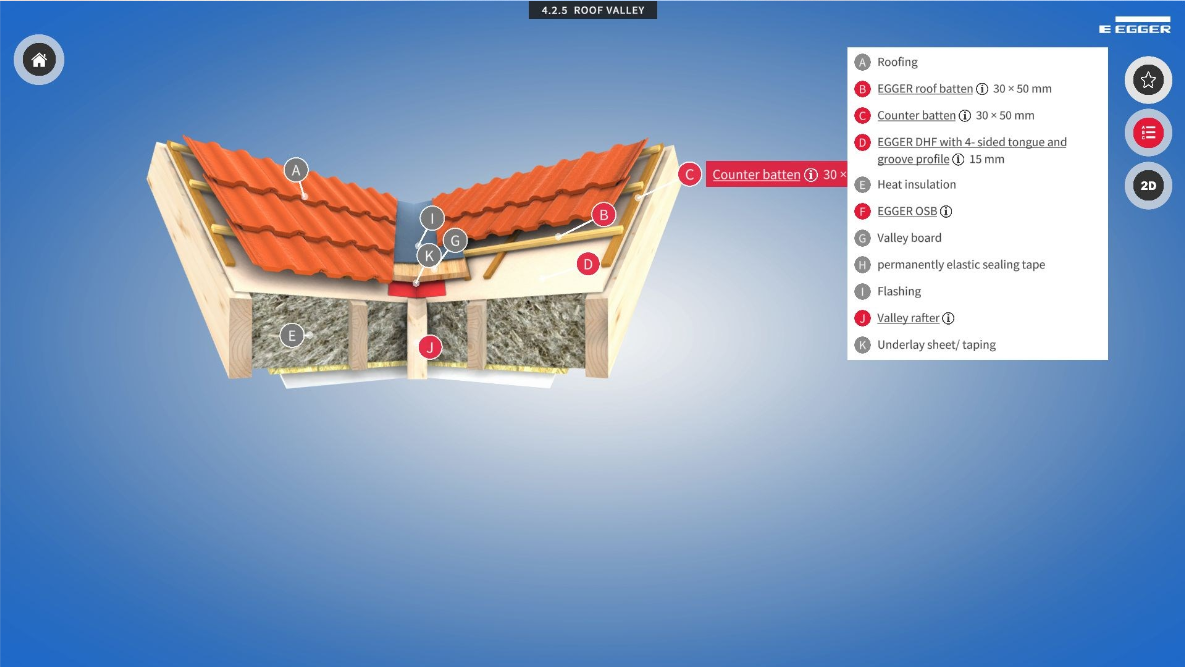 4.2.5 ROOF VALLEY
E EGGER
A Roofing
B EGGER roof batten i 30 × 50 mm
C Counter batten i 30 × 50 mm
D EGGER DHF with 4- sided tongue and
groove profile i 15 mm
E Heat insulation
F EGGER OSB i
G Valley board
H permanently elastic sealing tape
I Flashing
J Valley rafter i
K Underlay sheet/ taping
2D
A
C Counter batten i 30 ×
I
B
G
K
D
E
J